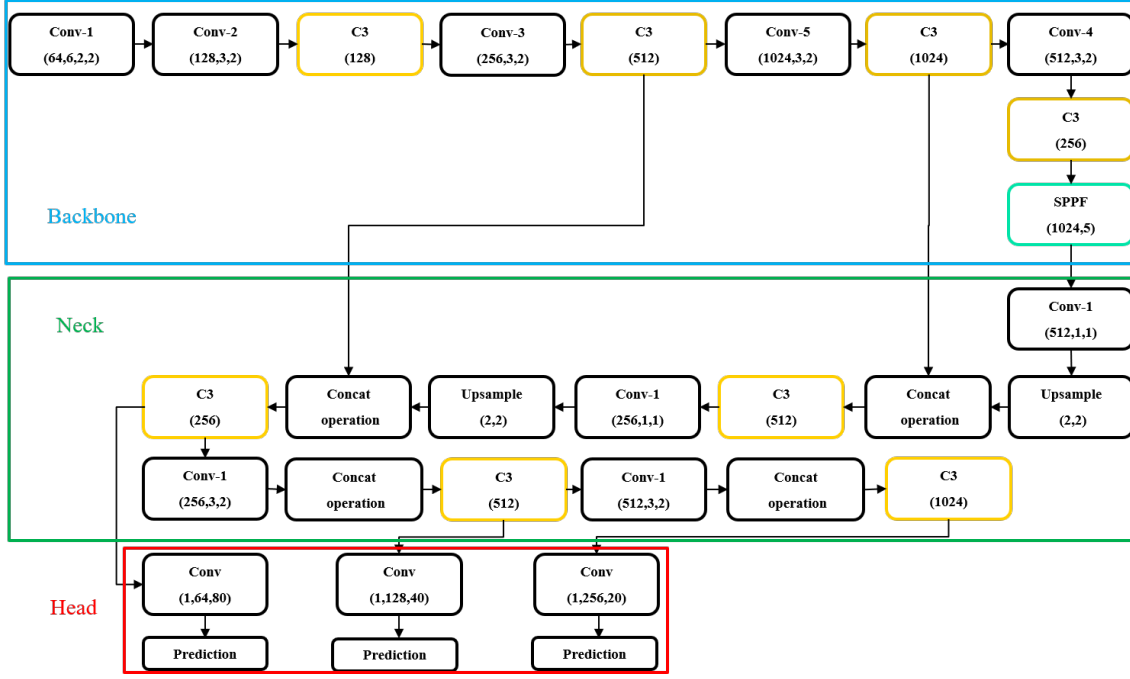 Conv-1
(64,6,2,2)
Conv-2
(128,3,2)
C3
(128)
Conv-3
(256,3,2)
C3
(512)
Conv-5
(1024,3,2)
C3
(1024)
Conv-4
(512,3,2)
C3
(256)
SPPF
(1024,5)
Backbone
Neck
Conv-1
(512,1,1)
C3
(256)
Concat
operation
Upsample
(2,2)
Conv-1
(256,1,1)
C3
(512)
Concat
operation
Upsample
(2,2)
Conv-1
(256,3,2)
Concat
operation
C3
(512)
Conv-1
(512,3,2)
Concat
operation
C3
(1024)
Head
Conv
(1,64,80)
Conv
(1,128,40)
Conv
(1,256,20)
Prediction
Prediction
Prediction